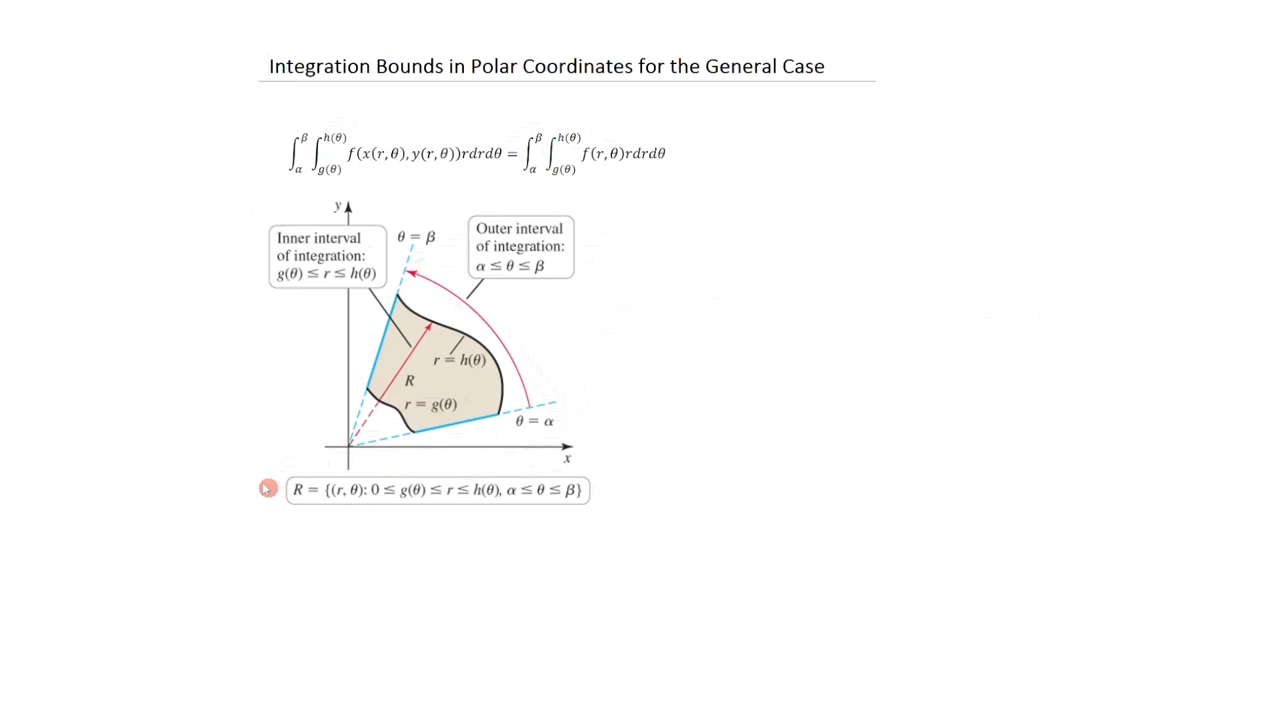 Integration Bounds in Polar Coordinates for the General Case
∫_α^β ∫_{g(θ)}^{h(θ)} f(x(r,θ),y(r,θ))rdrdθ = ∫_α^β ∫_{g(θ)}^{h(θ)} f(r,θ)rdrdθ
y
Inner interval
of integration:
g(θ) ≤ r ≤ h(θ)
θ = β
Outer interval
of integration:
α ≤ θ ≤ β
r = h(θ)
R
r = g(θ)
θ = α
x
R = {(r, θ): 0 ≤ g(θ) ≤ r ≤ h(θ), α ≤ θ ≤ β}